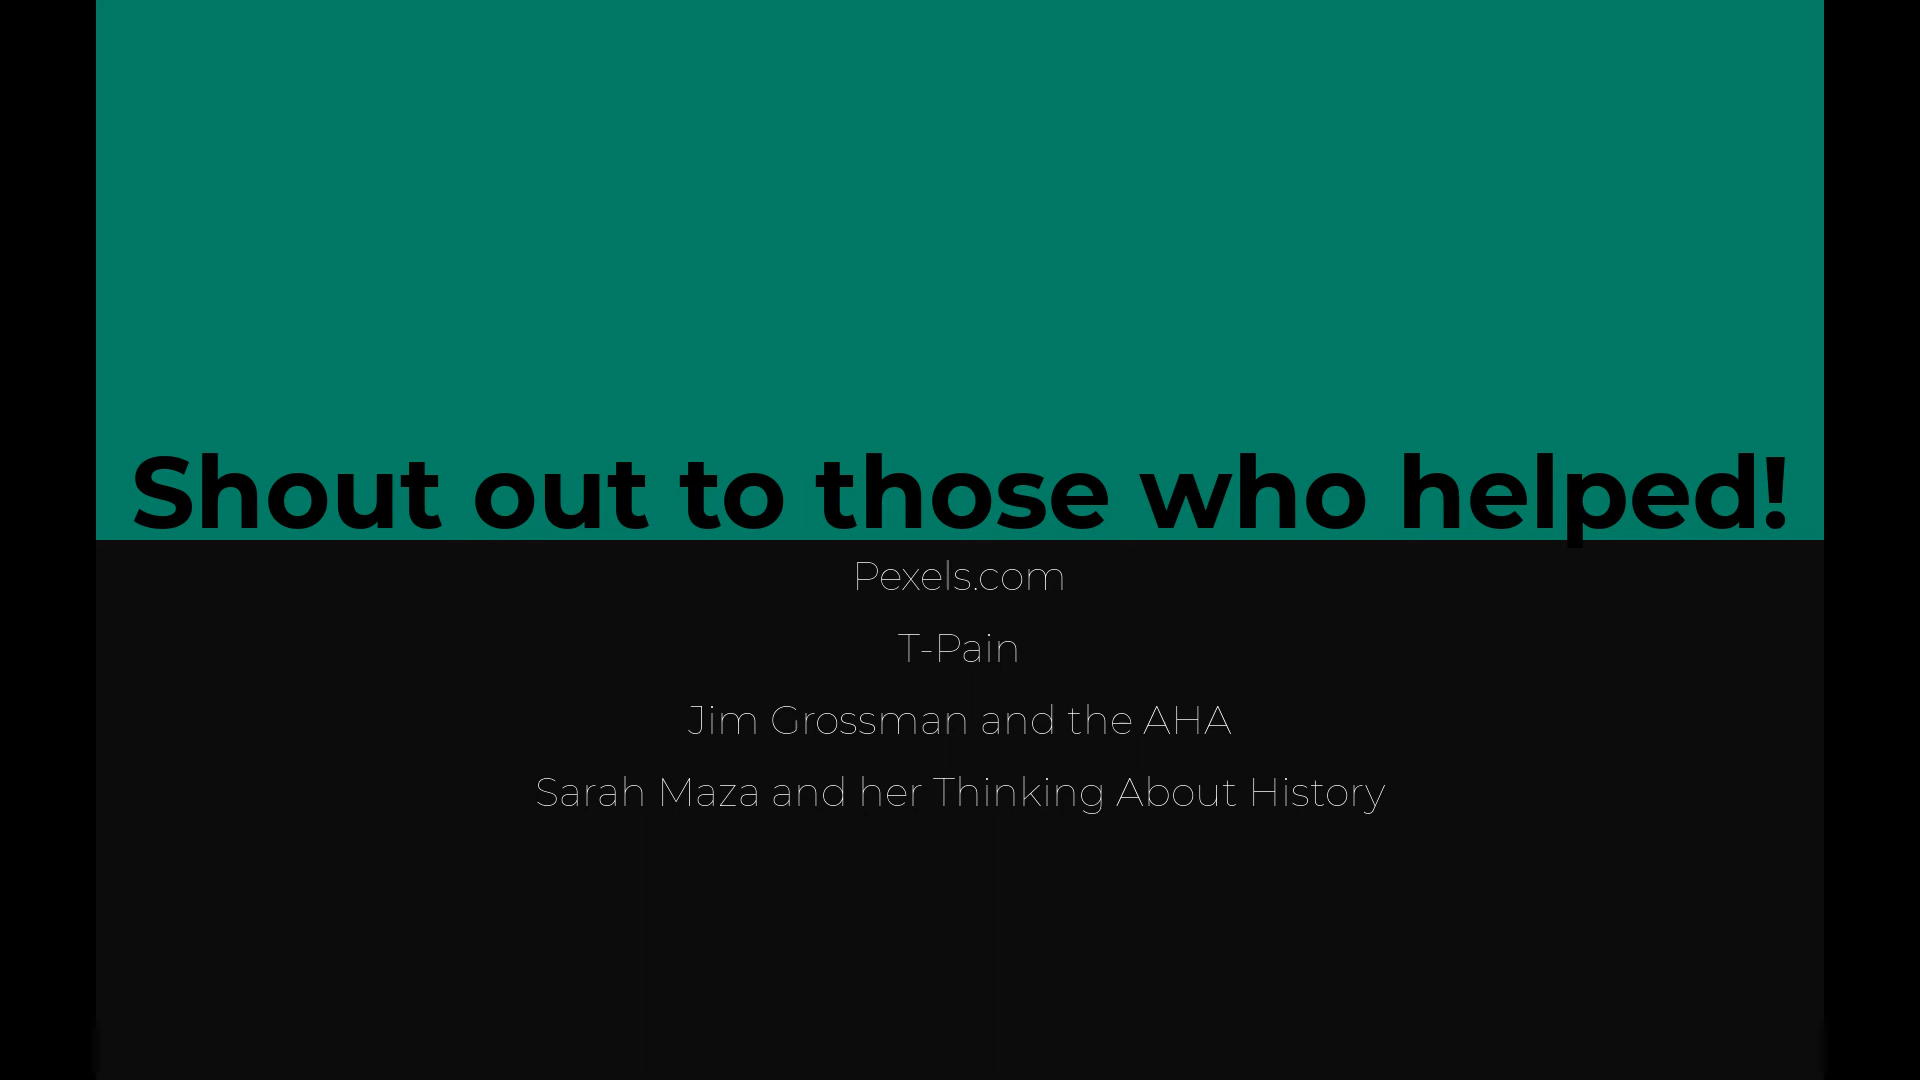 Shout out to those who helped!
Pexels.com
T-Pain
Jim Grossman and the AHA
Sarah Maza and her Thinking About History